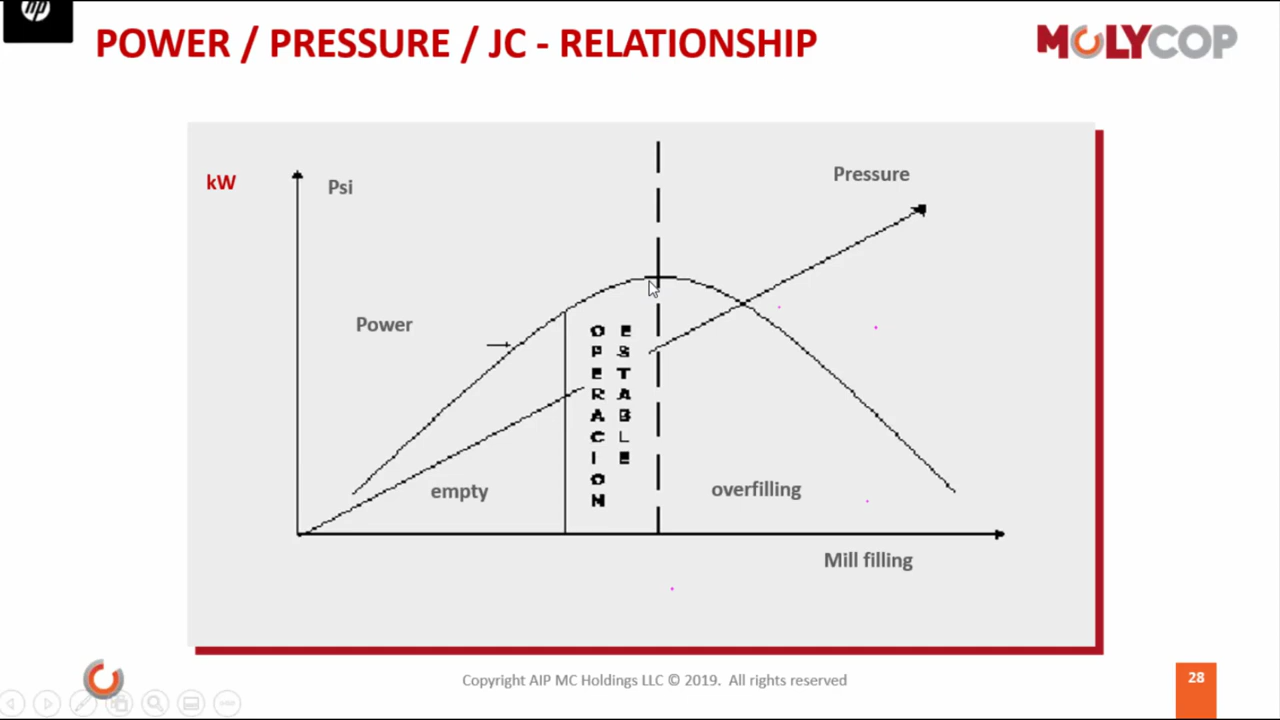 hp
POWER / PRESSURE / JC - RELATIONSHIP
MOLYCOP
kW
Psi
Pressure
Power
OPERACION
ESTABLE
empty
overfilling
Mill filling
Copyright AIP MC Holdings LLC © 2019. All rights reserved
28